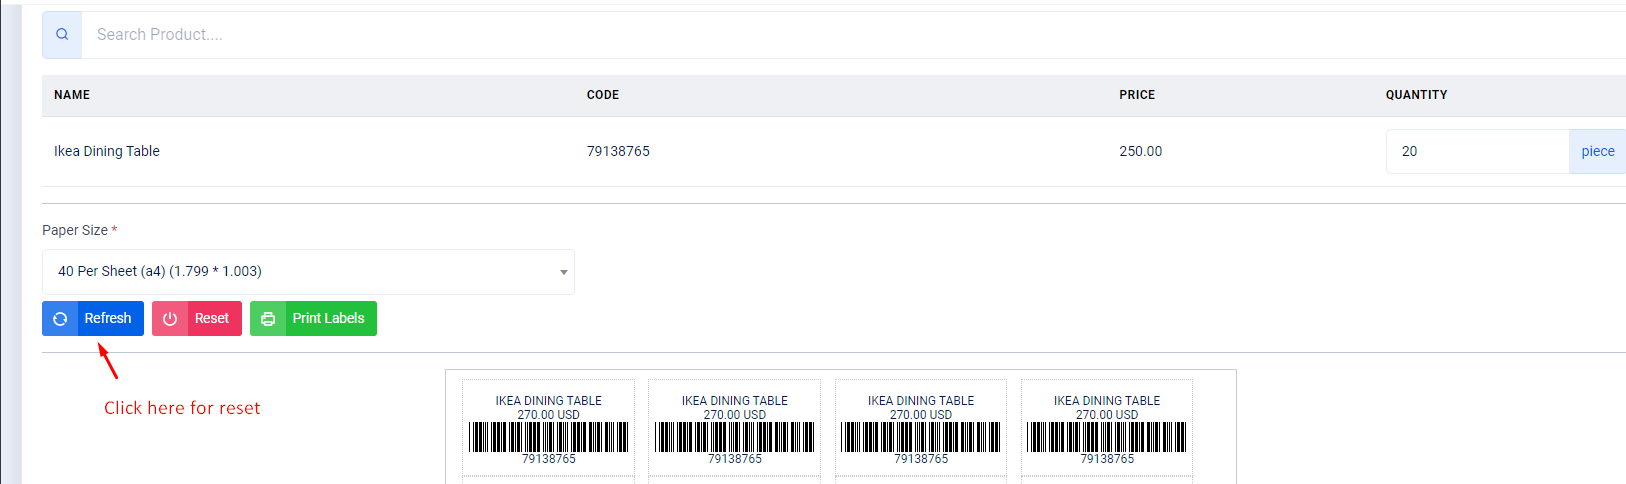 Search Product....
NAME CODE PRICE QUANTITY
Ikea Dining Table 79138765 250.00 20 piece
Paper Size *
40 Per Sheet (a4) (1.799 * 1.003)
Refresh Reset Print Labels
Click here for reset
IKEA DINING TABLE IKEA DINING TABLE IKEA DINING TABLE IKEA DINING TABLE
270.00 USD 270.00 USD 270.00 USD 270.00 USD
79138765 79138765 79138765 79138765